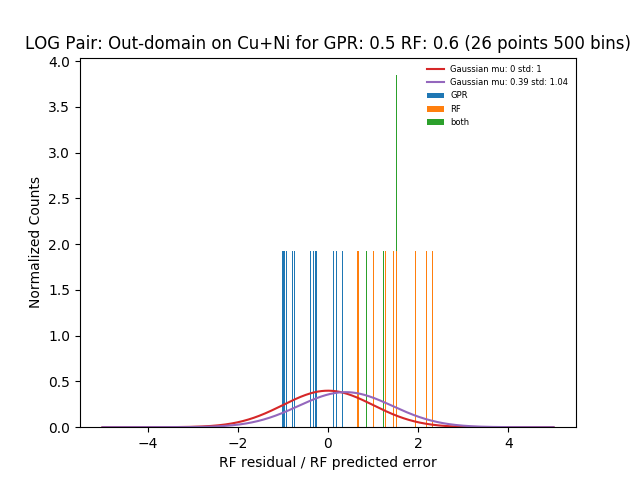 LOG Pair: Out-domain on Cu+Ni for GPR: 0.5 RF: 0.6 (26 points 500 bins)
Gaussian mu: 0 std: 1
Gaussian mu: 0.39 std: 1.04
GPR
RF
both
Normalized Counts
4.0
3.5
3.0
2.5
2.0
1.5
1.0
0.5
0.0
−4 −2 0 2 4
RF residual / RF predicted error